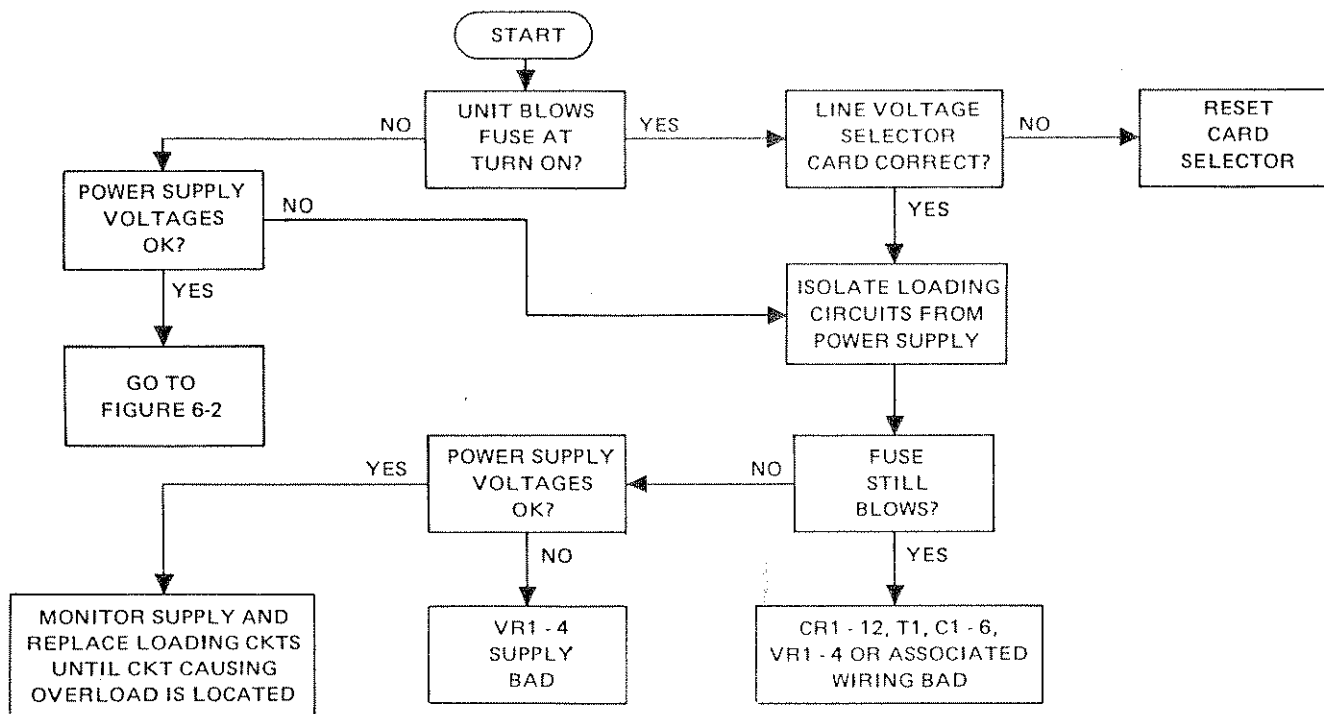 START
UNIT BLOWS
FUSE AT
TURN ON?
NO
YES
LINE VOLTAGE
SELECTOR
CARD CORRECT?
NO
RESET
CARD
SELECTOR
POWER SUPPLY
VOLTAGES
OK?
NO
YES
YES
ISOLATE LOADING
CIRCUITS FROM
POWER SUPPLY
GO TO
FIGURE 6-2
FUSE
STILL
BLOWS?
NO
YES
POWER SUPPLY
VOLTAGES
OK?
YES
NO
MONITOR SUPPLY AND
REPLACE LOADING CKTS
UNTIL CKT CAUSING
OVERLOAD IS LOCATED
VR1 - 4
SUPPLY
BAD
CR1 - 12, T1, C1 - 6,
VR1 - 4 OR ASSOCIATED
WIRING BAD